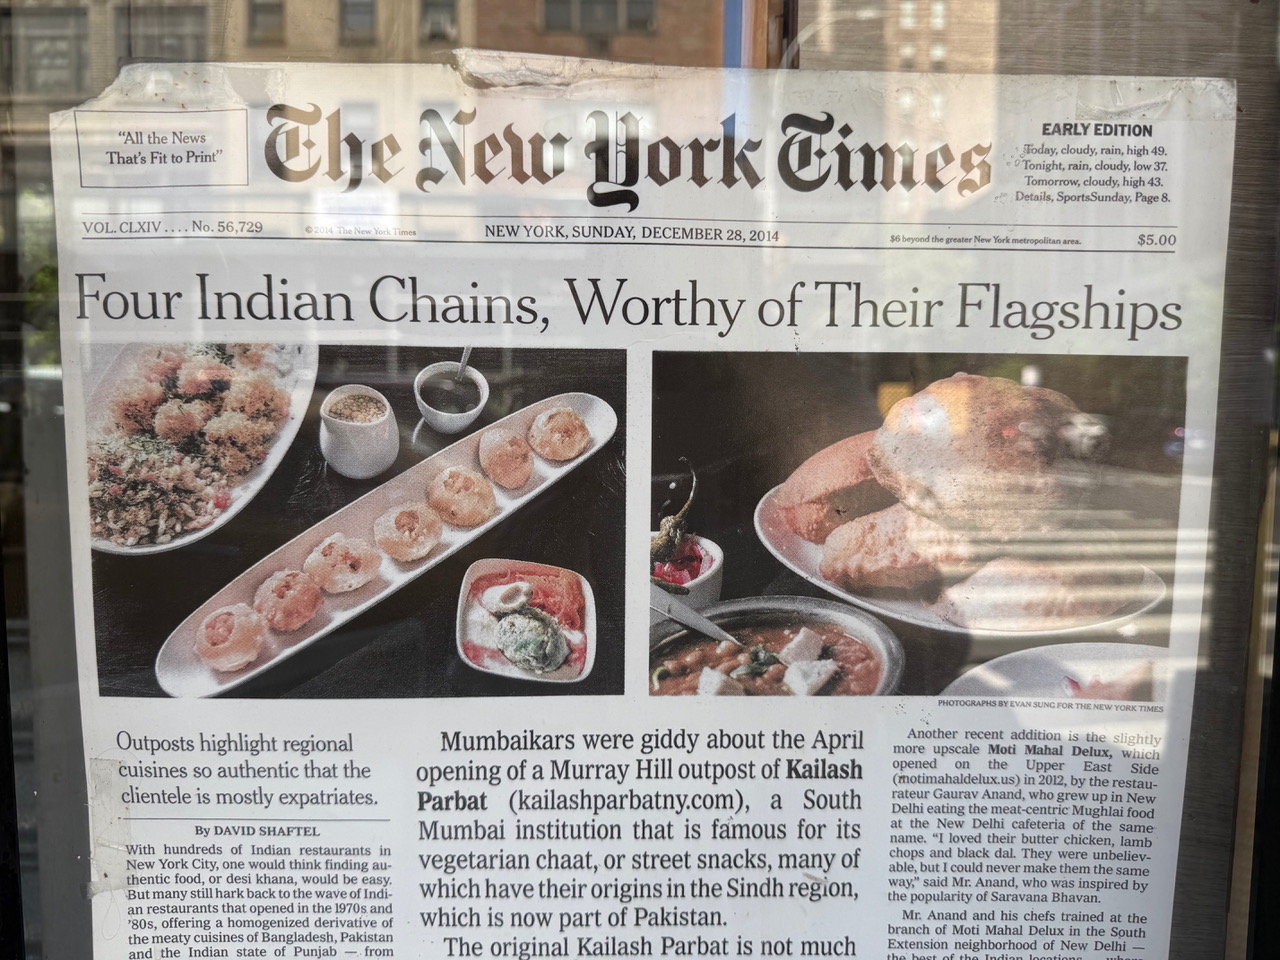 "All the News
That's Fit to Print"
The New York Times
EARLY EDITION
Today, cloudy, rain, high 49.
Tonight, rain, cloudy, low 37.
Tomorrow, cloudy, high 43.
Details, SportsSunday, Page 8.
VOL. CLXIV .... No. 56,729
© 2014 The New York Times
NEW YORK, SUNDAY, DECEMBER 28, 2014
$6 beyond the greater New York metropolitan area.
$5.00
Four Indian Chains, Worthy of Their Flagships
PHOTOGRAPHS BY EVAN SUNG FOR THE NEW YORK TIMES
Outposts highlight regional
cuisines so authentic that the
clientele is mostly expatriates.
By DAVID SHAFTEL
With hundreds of Indian restaurants in
New York City, one would think finding au-
thentic food, or desi khana, would be easy.
But many still hark back to the wave of Indi-
an restaurants that opened in the 1970s and
'80s, offering a homogenized derivative of
the meaty cuisines of Bangladesh, Pakistan
and the Indian state of Punjab — from
Mumbaikars were giddy about the April
opening of a Murray Hill outpost of Kailash
Parbat (kailashparbatny.com), a South
Mumbai institution that is famous for its
vegetarian chaat, or street snacks, many of
which have their origins in the Sindh region,
which is now part of Pakistan.
The original Kailash Parbat is not much
Another recent addition is the slightly
more upscale Moti Mahal Delux, which
opened on the Upper East Side
(motimahaldelux.us) in 2012, by the restau-
rateur Gaurav Anand, who grew up in New
Delhi eating the meat-centric Mughlai food
at the New Delhi cafeteria of the same
name. "I loved their butter chicken, lamb
chops and black dal. They were unbeliev-
able, but I could never make them the same
way," said Mr. Anand, who was inspired by
the popularity of Saravana Bhavan.
Mr. Anand and his chefs trained at the
branch of Moti Mahal Delux in the South
Extension neighborhood of New Delhi —
the best of the Indian locations